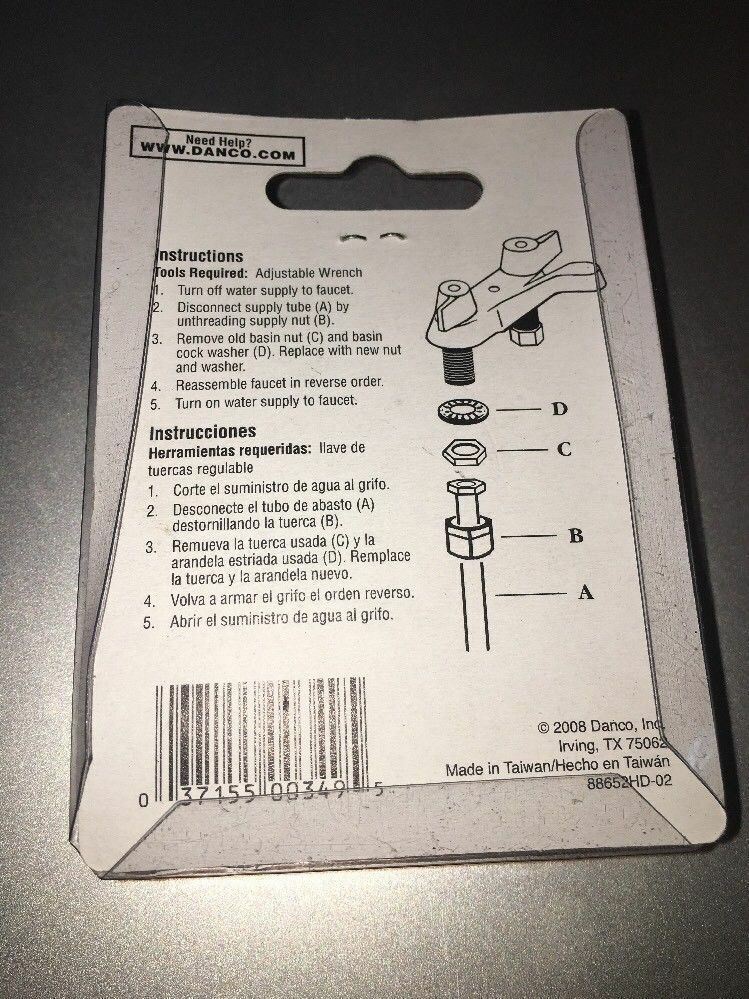 Need Help?
WWW.DANCO.COM
Instructions
Tools Required: Adjustable Wrench
1. Turn off water supply to faucet.
2. Disconnect supply tube (A) by
unthreading supply nut (B).
3. Remove old basin nut (C) and basin
cock washer (D). Replace with new nut
and washer.
4. Reassemble faucet in reverse order.
5. Turn on water supply to faucet.
Instrucciones
Herramientas requeridas: llave de
tuercas regulable
1. Corte el suministro de agua al grifo.
2. Desconecte el tubo de abasto (A)
destornillando la tuerca (B).
3. Remueva la tuerca usada (C) y la
arandela estriada usada (D). Remplace
la tuerca y la arandela nuevo.
4. Volva a armar el grifo el orden reverso.
5. Abrir el suministro de agua al grifo.
D
C
B
A
0 37155 00349 5
© 2008 Danco, Inc.
Irving, TX 75062
Made in Taiwan/Hecho en Taiwán
88652HD-02